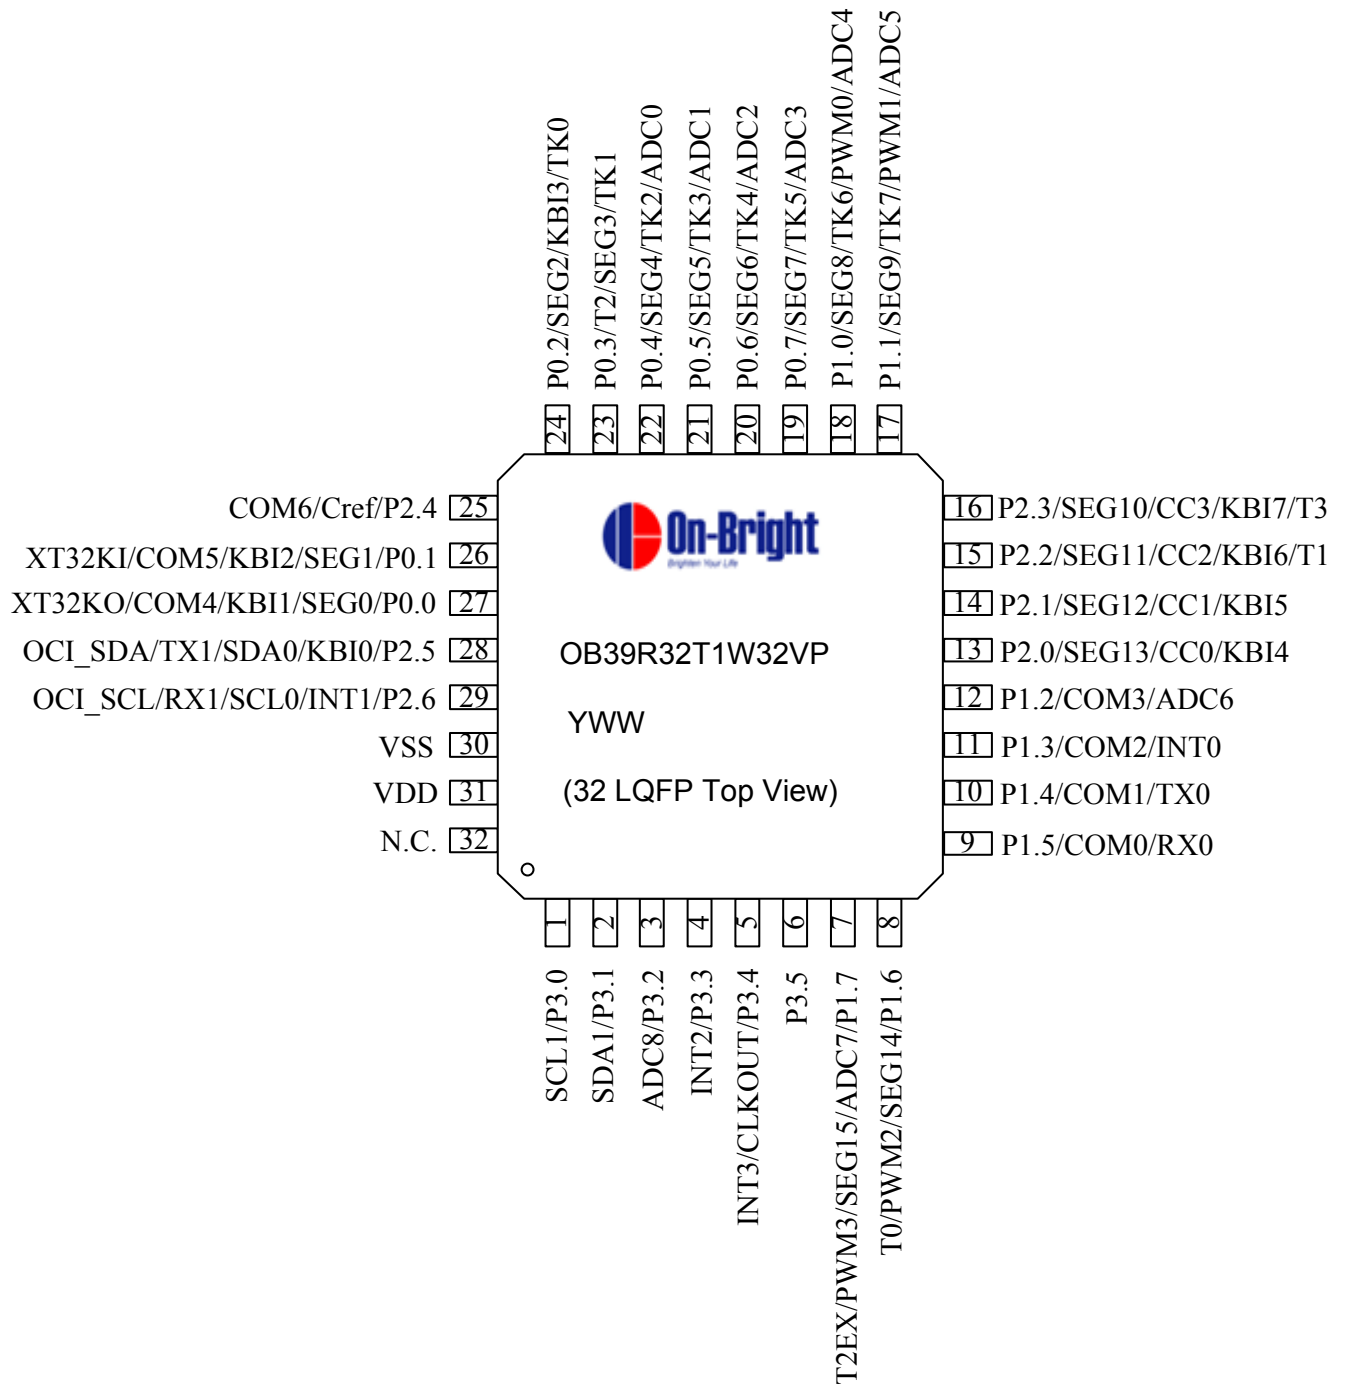 P0.2/SEG2/KBI3/TK0
P0.3/T2/SEG3/TK1
P0.4/SEG4/TK2/ADC0
P0.5/SEG5/TK3/ADC1
P0.6/SEG6/TK4/ADC2
P0.7/SEG7/TK5/ADC3
P1.0/SEG8/TK6/PWM0/ADC4
P1.1/SEG9/TK7/PWM1/ADC5
24
23
22
21
20
19
18
17
COM6/Cref/P2.4 25
XT32KI/COM5/KBI2/SEG1/P0.1 26
XT32KO/COM4/KBI1/SEG0/P0.0 27
OCI_SDA/TX1/SDA0/KBI0/P2.5 28
OCI_SCL/RX1/SCL0/INT1/P2.6 29
VSS 30
VDD 31
N.C. 32
On-Bright
Brighten Your Life
OB39R32T1W32VP
YWW
(32 LQFP Top View)
16 P2.3/SEG10/CC3/KBI7/T3
15 P2.2/SEG11/CC2/KBI6/T1
14 P2.1/SEG12/CC1/KBI5
13 P2.0/SEG13/CC0/KBI4
12 P1.2/COM3/ADC6
11 P1.3/COM2/INT0
10 P1.4/COM1/TX0
9 P1.5/COM0/RX0
1
2
3
4
5
6
7
8
SCL1/P3.0
SDA1/P3.1
ADC8/P3.2
INT2/P3.3
INT3/CLKOUT/P3.4
P3.5
T2EX/PWM3/SEG15/ADC7/P1.7
T0/PWM2/SEG14/P1.6